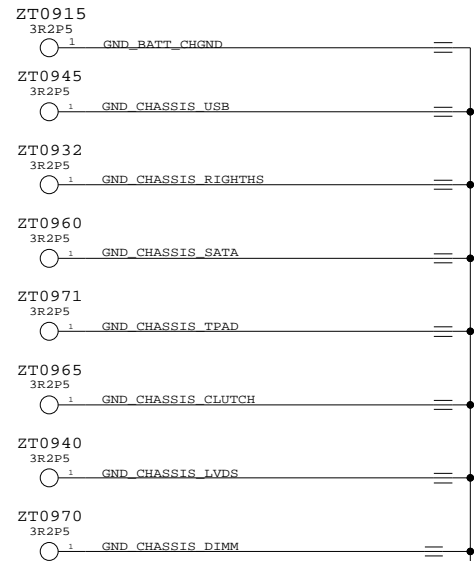 ZT0915
3R2P5
1 GND_BATT_CHGND
ZT0945
3R2P5
1 GND_CHASSIS_USB
ZT0932
3R2P5
1 GND_CHASSIS_RIGHTHS
ZT0960
3R2P5
1 GND_CHASSIS_SATA
ZT0971
3R2P5
1 GND_CHASSIS_TPAD
ZT0965
3R2P5
1 GND_CHASSIS_CLUTCH
ZT0940
3R2P5
1 GND_CHASSIS_LVDS
ZT0970
3R2P5
1 GND_CHASSIS_DIMM